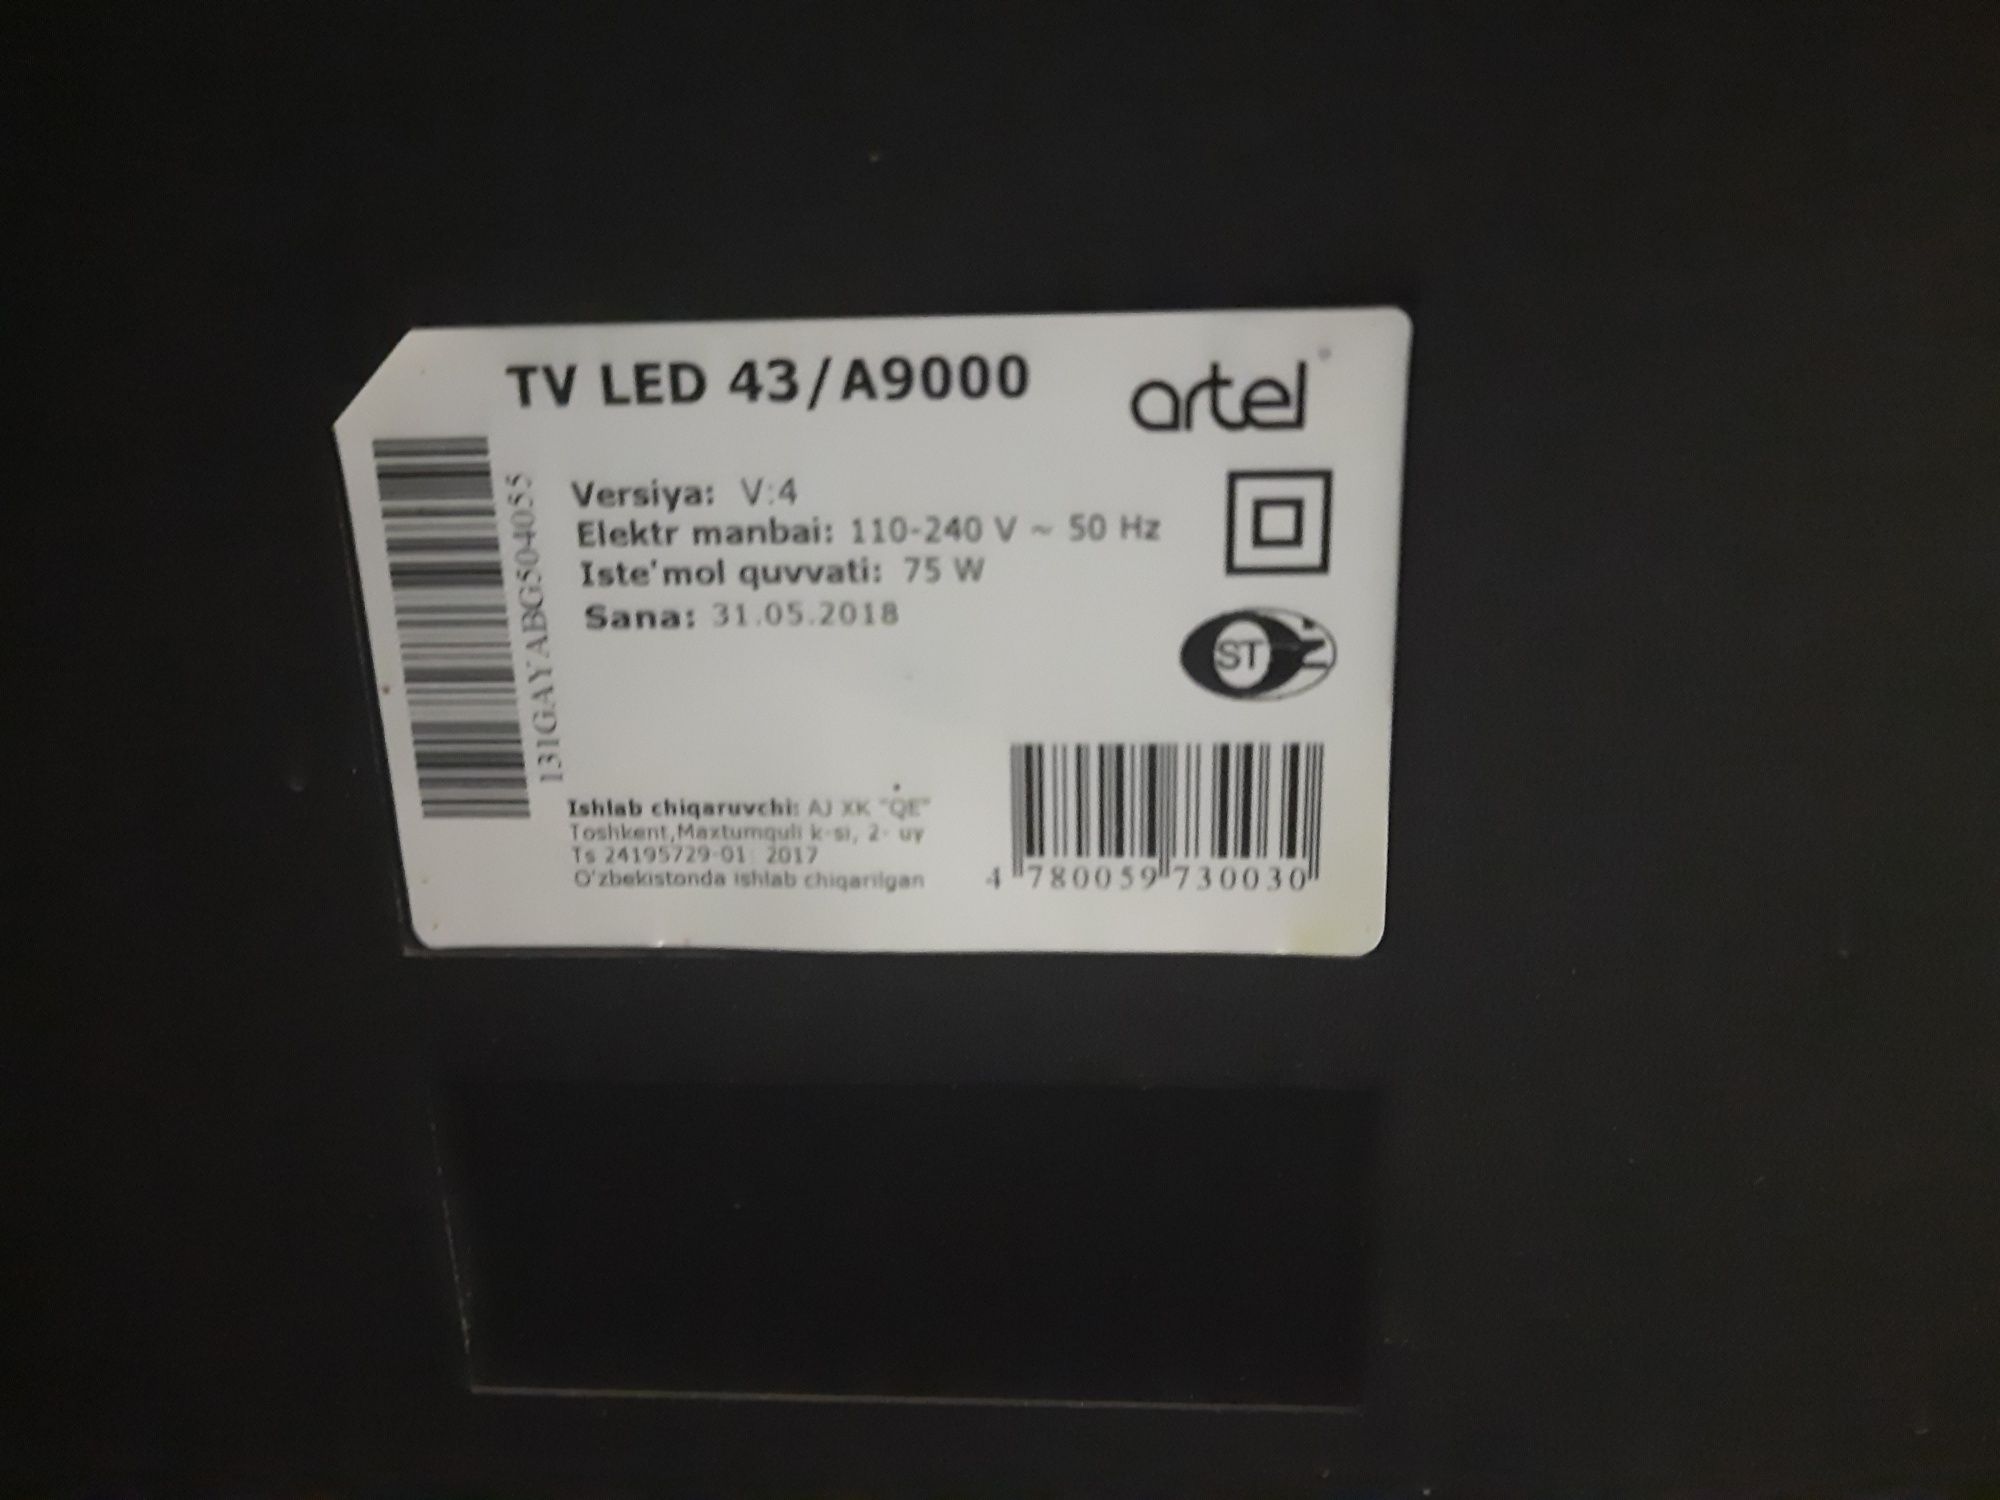 TV LED 43/A9000
artel
Versiya: V:4
Elektr manbai: 110-240 V ~ 50 Hz
Iste'mol quvvati: 75 W
Sana: 31.05.2018
ST
131GAYYABG504055
Ishlab chiqaruvchi: AJ XK "QE"
Toshkent,Maxtumquli k-si, 2- uy
Ts 24195729-01: 2017
O'zbekistonda ishlab chiqarilgan
4 780059 730030